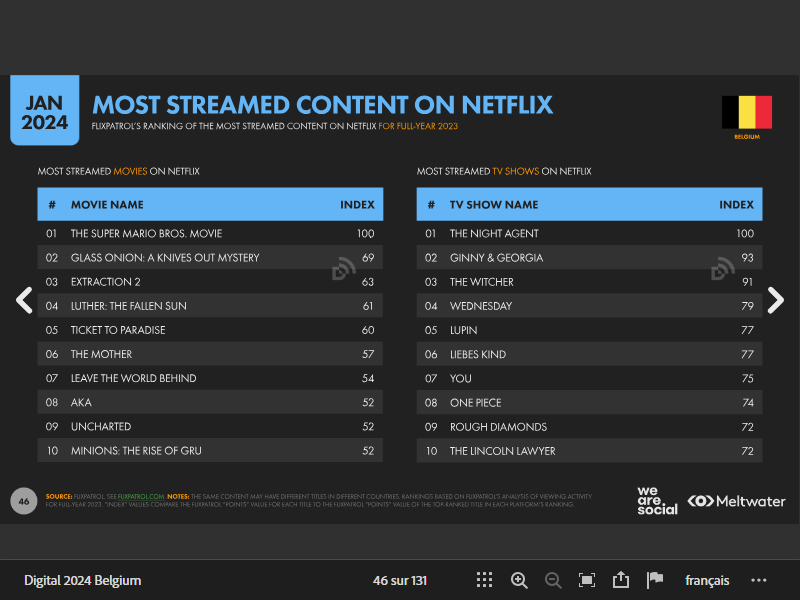 JAN
2024
MOST STREAMED CONTENT ON NETFLIX
FLIXPATROL'S RANKING OF THE MOST STREAMED CONTENT ON NETFLIX FOR FULL-YEAR 2023
BELGIUM
MOST STREAMED MOVIES ON NETFLIX
# MOVIE NAME INDEX
01 THE SUPER MARIO BROS. MOVIE 100
02 GLASS ONION: A KNIVES OUT MYSTERY 69
03 EXTRACTION 2 63
04 LUTHER: THE FALLEN SUN 61
05 TICKET TO PARADISE 60
06 THE MOTHER 57
07 LEAVE THE WORLD BEHIND 54
08 AKA 52
09 UNCHARTED 52
10 MINIONS: THE RISE OF GRU 52
MOST STREAMED TV SHOWS ON NETFLIX
# TV SHOW NAME INDEX
01 THE NIGHT AGENT 100
02 GINNY & GEORGIA 93
03 THE WITCHER 91
04 WEDNESDAY 79
05 LUPIN 77
06 LIEBES KIND 77
07 YOU 75
08 ONE PIECE 74
09 ROUGH DIAMONDS 72
10 THE LINCOLN LAWYER 72
46
SOURCE: FLIXPATROL. SEE FLIXPATROL.COM. NOTES: THE SAME CONTENT MAY HAVE DIFFERENT TITLES IN DIFFERENT COUNTRIES. RANKINGS BASED ON FLIXPATROL'S ANALYSIS OF VIEWING ACTIVITY
FOR FULL-YEAR 2023. "INDEX" VALUES COMPARE THE FLIXPATROL "POINTS" VALUE FOR EACH TITLE TO THE FLIXPATROL "POINTS" VALUE OF THE TOP-RANKED TITLE IN EACH PLATFORM'S RANKING.
we
are
social
Meltwater
Digital 2024 Belgium
46 sur 131
français